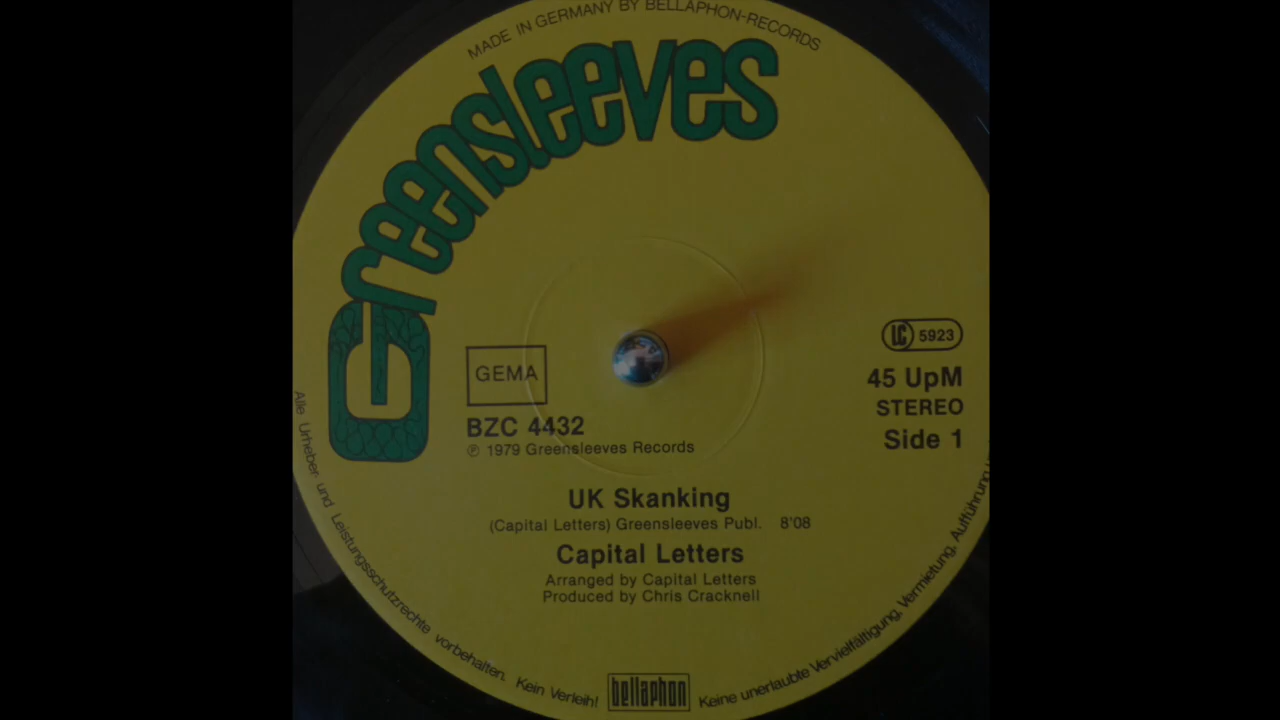 MADE IN GERMANY BY BELLAPHON-RECORDS
Greensleeves
LC 5923
GEMA
45 UpM
STEREO
BZC 4432
Side 1
℗ 1979 Greensleeves Records
UK Skanking
(Capital Letters) Greensleeves Publ. 8'08
Capital Letters
Arranged by Capital Letters
Produced by Chris Cracknell
Alle Urheber- und Leistungsschutzrechte vorbehalten. Kein Verleih!
bellaphon
Keine unerlaubte Vervielfältigung, Vermietung, Aufführung